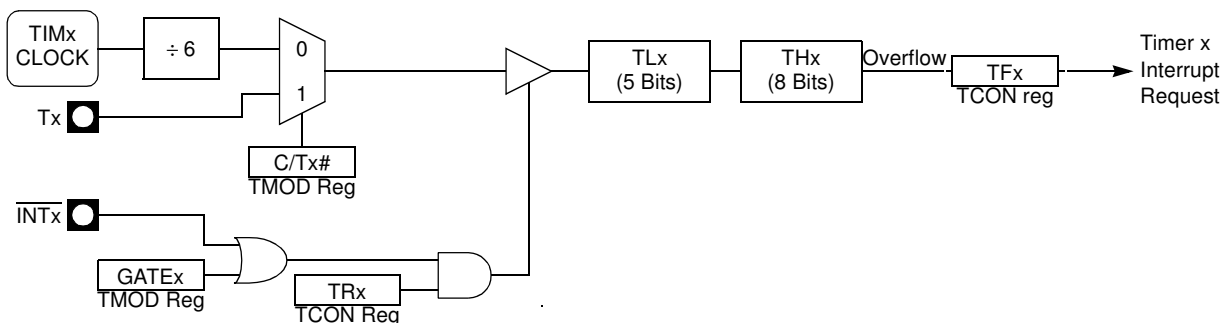 TIMx
CLOCK
÷ 6
0
1
Tx
C/Tx#
TMOD Reg
TLx
(5 Bits)
THx
(8 Bits)
Overflow
TFx
TCON reg
Timer x
Interrupt
Request
INTx
GATEx
TMOD Reg
TRx
TCON Reg